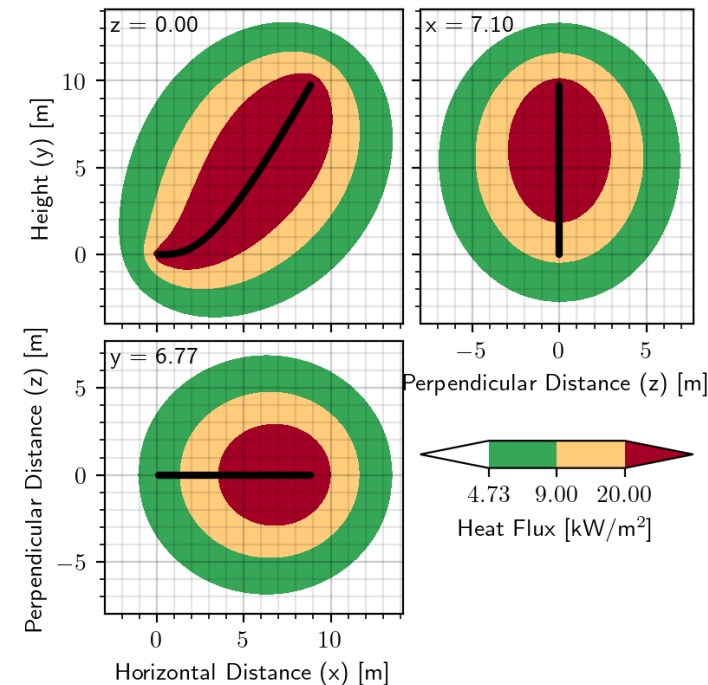 z = 0.00
x = 7.10
10
5
0
Height (y) [m]
−5
0
5
Perpendicular Distance (z) [m]
y = 6.77
5
0
−5
Perpendicular Distance (z) [m]
0
5
10
Horizontal Distance (x) [m]
4.73
9.00
20.00
Heat Flux [kW/m²]